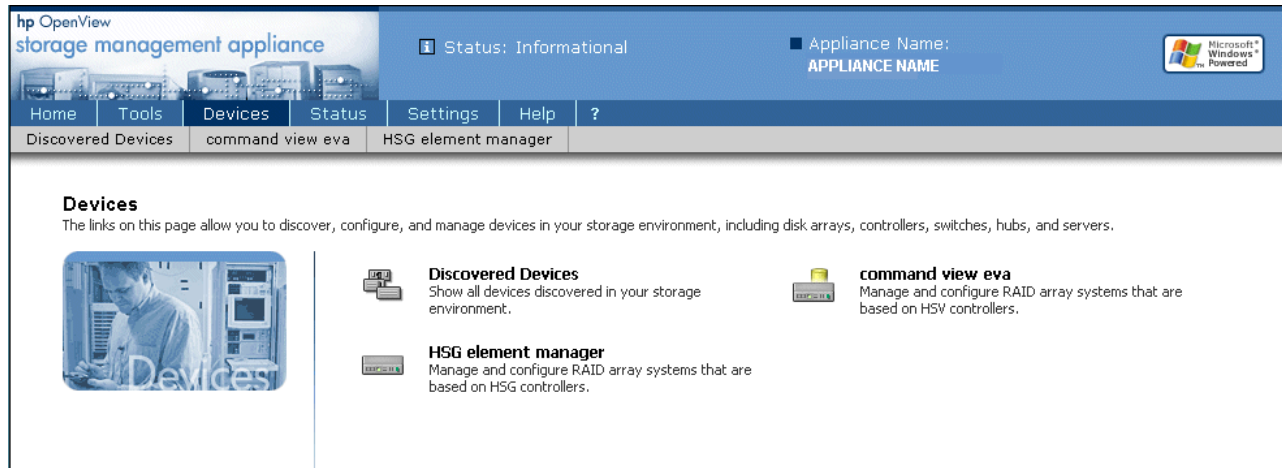 hp OpenView
storage management appliance
i Status: Informational
Appliance Name:
APPLIANCE NAME
Microsoft®
Windows®
Powered
TM
Home Tools Devices Status Settings Help ?
Discovered Devices command view eva HSG element manager
Devices
The links on this page allow you to discover, configure, and manage devices in your storage environment, including disk arrays, controllers, switches, hubs, and servers.
Devices
Discovered Devices
Show all devices discovered in your storage
environment.
command view eva
Manage and configure RAID array systems that are
based on HSV controllers.
HSG element manager
Manage and configure RAID array systems that are
based on HSG controllers.